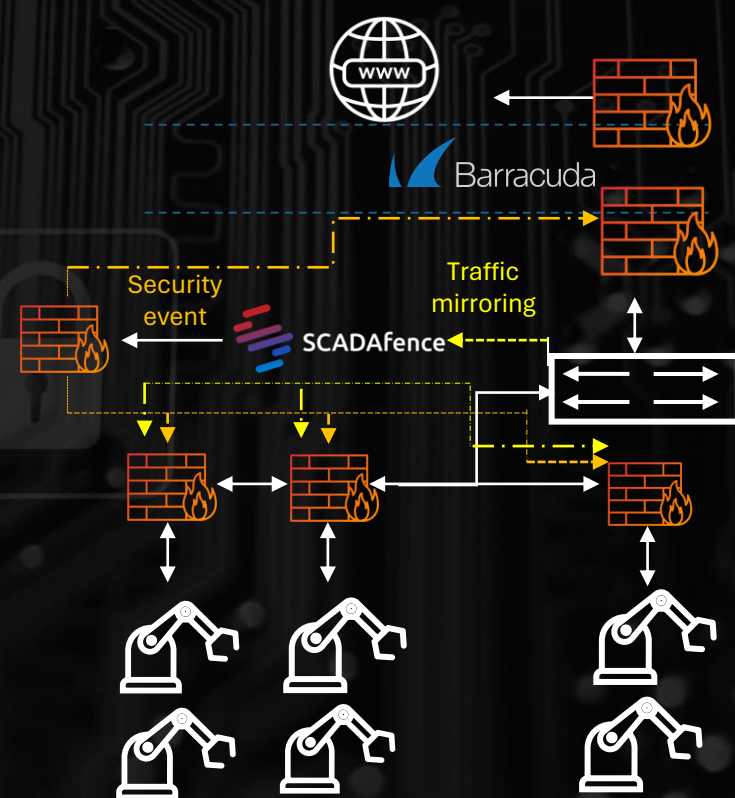 www
Barracuda
Traffic
mirroring
Security
event
SCADAfence